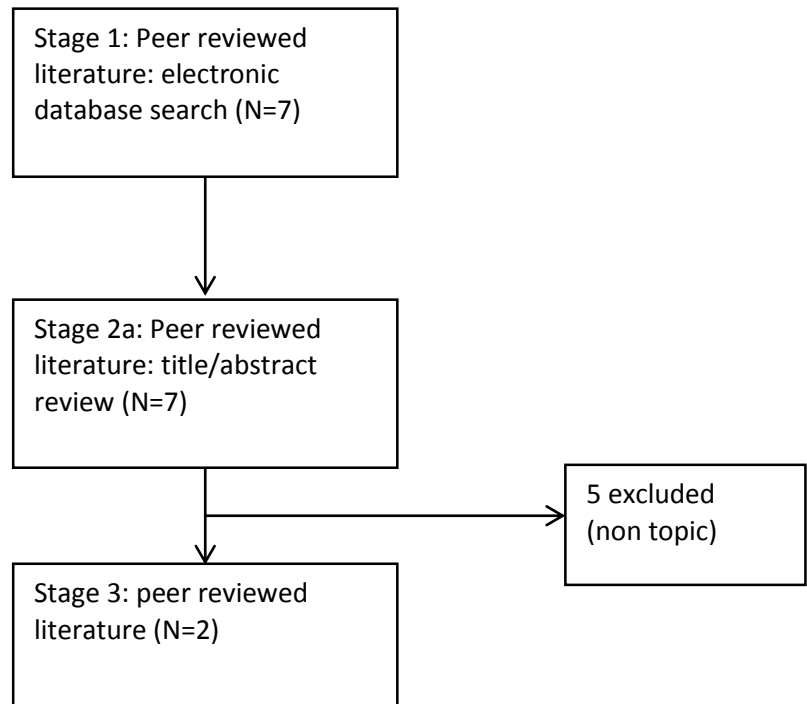 Stage 1: Peer reviewed
literature: electronic
database search (N=7)
Stage 2a: Peer reviewed
literature: title/abstract
review (N=7)
5 excluded
(non topic)
Stage 3: peer reviewed
literature (N=2)